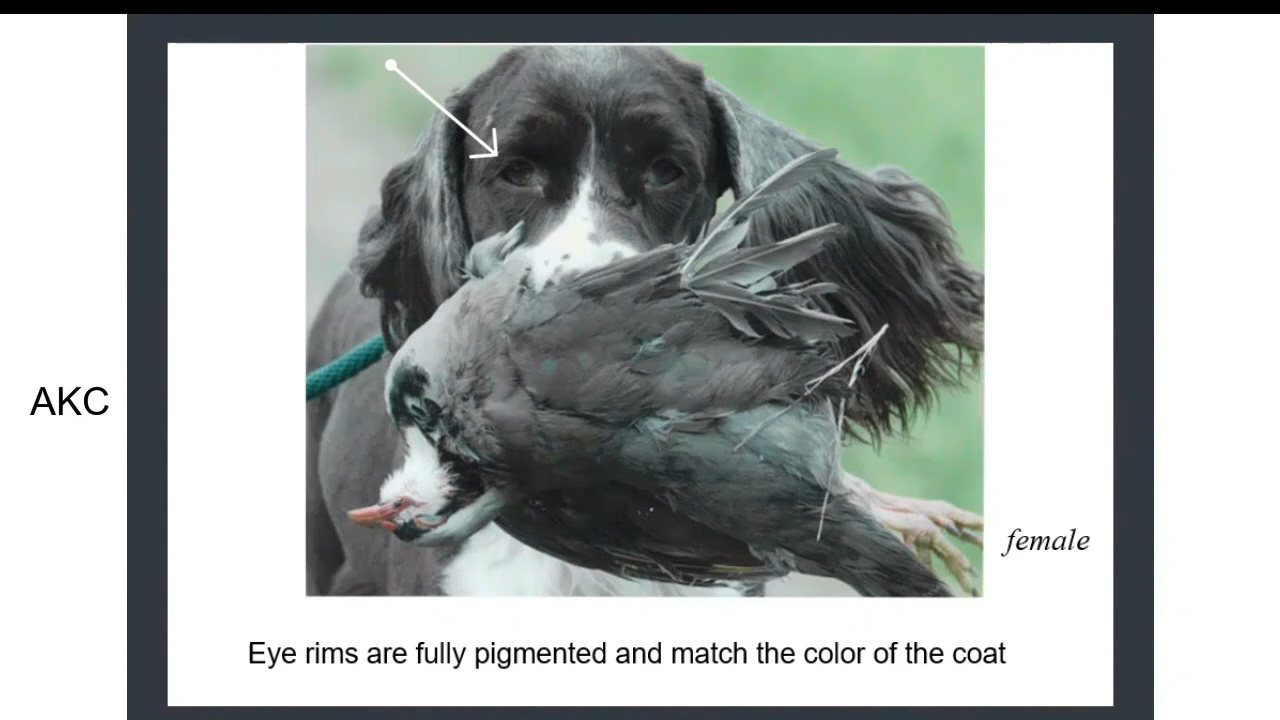 AKC
female
Eye rims are fully pigmented and match the color of the coat